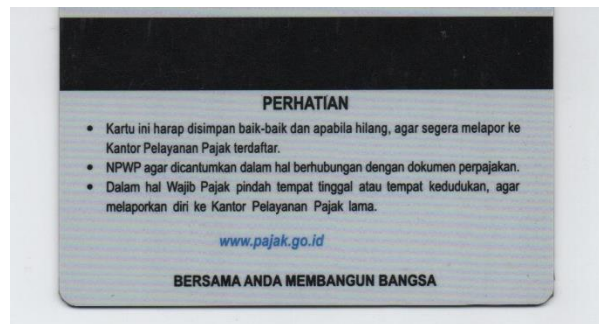 PERHATIAN
• Kartu ini harap disimpan baik-baik dan apabila hilang, agar segera melapor ke
Kantor Pelayanan Pajak terdaftar.
• NPWP agar dicantumkan dalam hal berhubungan dengan dokumen perpajakan.
• Dalam hal Wajib Pajak pindah tempat tinggal atau tempat kedudukan, agar
melaporkan diri ke Kantor Pelayanan Pajak lama.
www.pajak.go.id
BERSAMA ANDA MEMBANGUN BANGSA